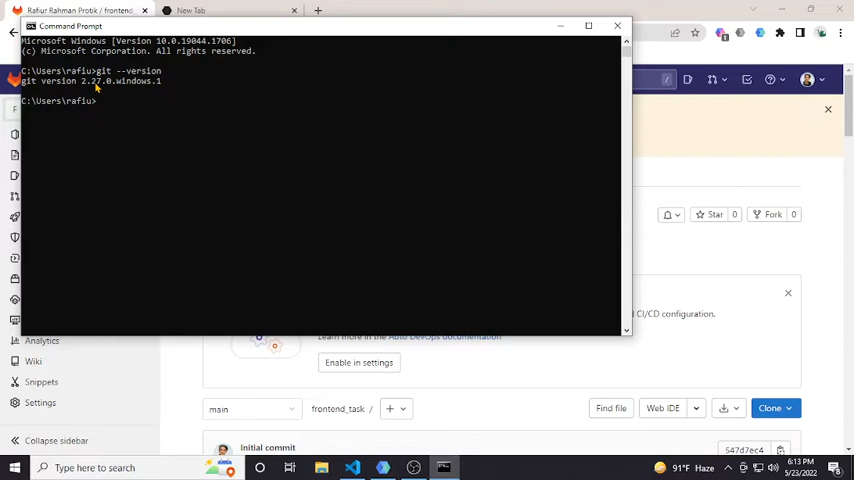 Rafiur Rahman Protik / frontend_
New Tab
Command Prompt
Microsoft Windows [Version 10.0.19044.1706]
(c) Microsoft Corporation. All rights reserved.
C:\Users\rafiu>git --version
git version 2.27.0.windows.1
C:\Users\rafiu>
F
Star 0
Fork 0
CI/CD configuration.
Learn more in the Auto DevOps documentation
Enable in settings
Analytics
Wiki
Snippets
Settings
Collapse sidebar
main
frontend_task /
Find file
Web IDE
Clone
Initial commit
547d7ec4
Type here to search
91°F Haze
6:13 PM
5/23/2022